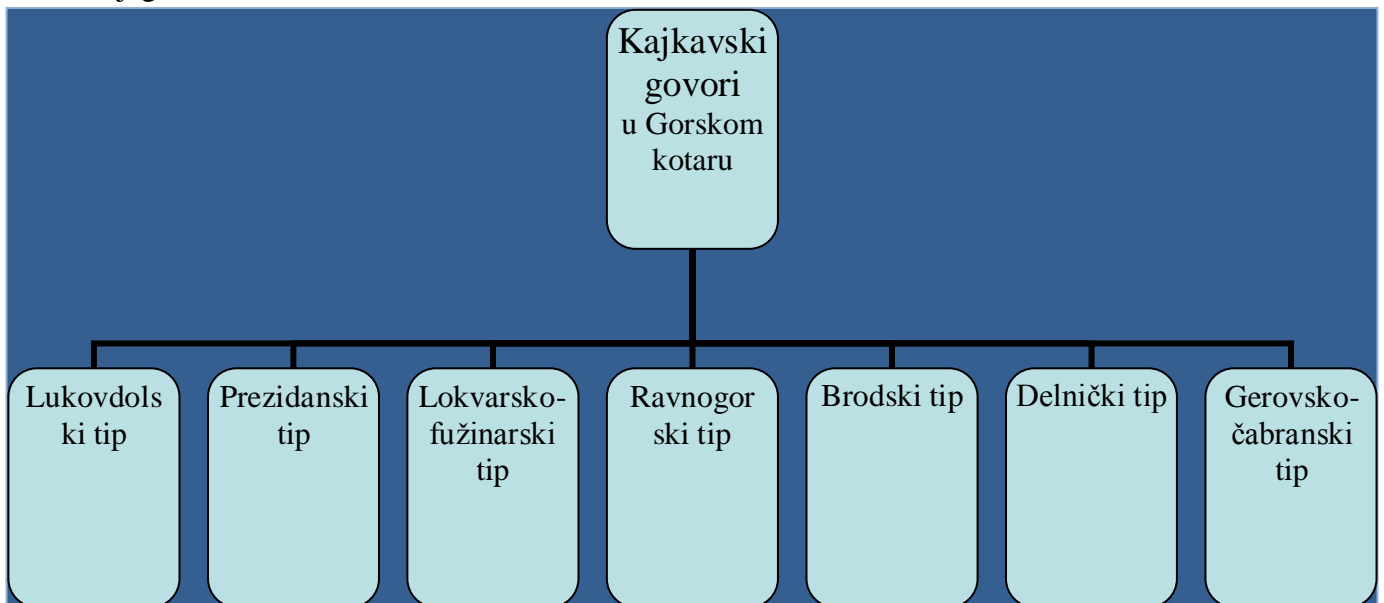 Kajkavski
govori
u Gorskom
kotaru
Lukovdols
ki tip
Prezidanski
tip
Lokvarsko-
fužinarski
tip
Ravnogor
ski tip
Brodski tip
Delnički tip
Gerovsko-
čabranski
tip